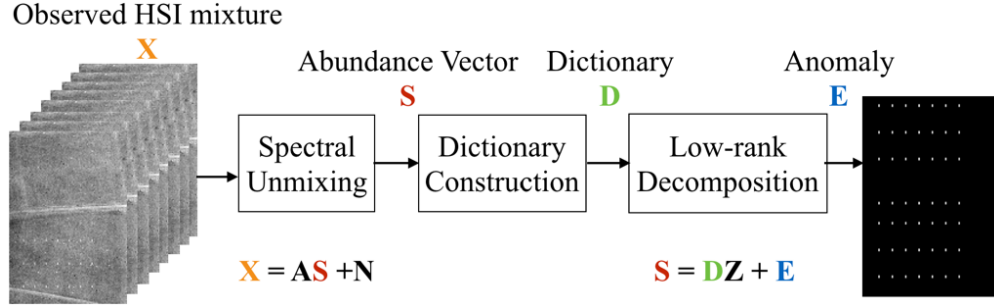 Observed HSI mixture
X
Abundance Vector
S
Dictionary
D
Anomaly
E
Spectral
Unmixing
Dictionary
Construction
Low-rank
Decomposition
X = AS +N
S = DZ + E